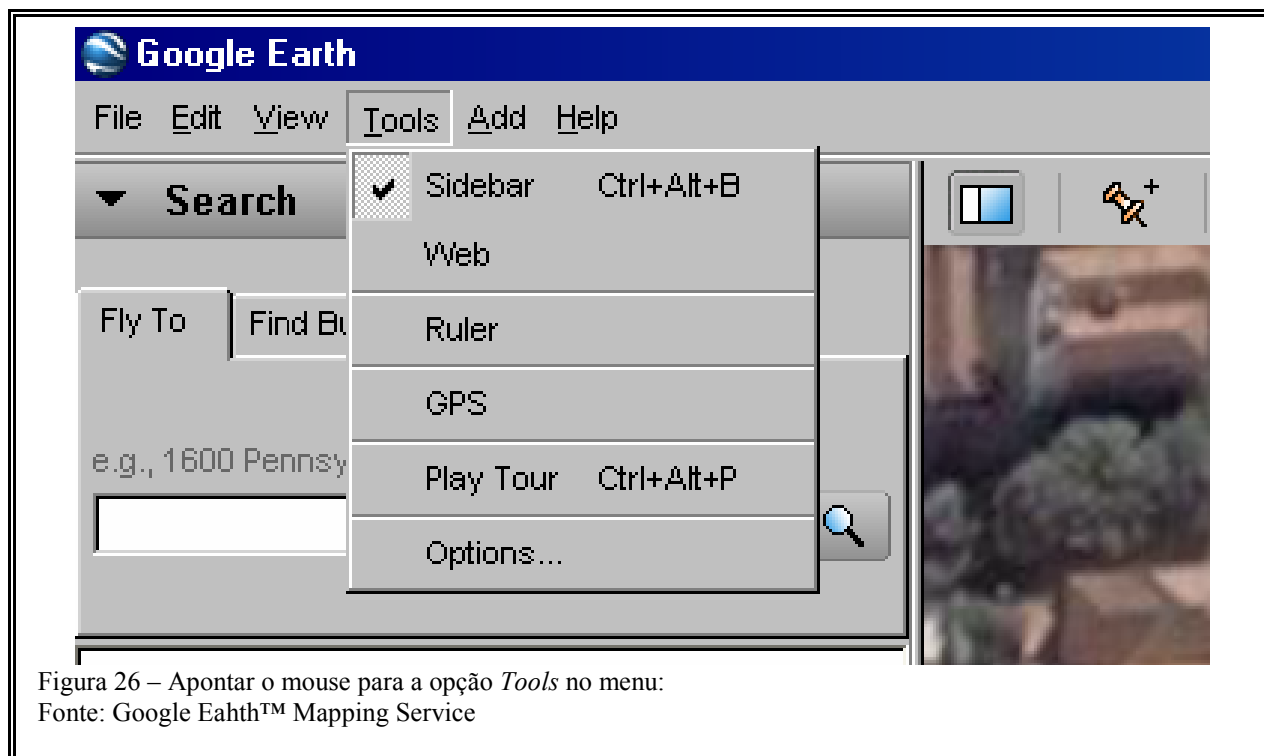 Google Earth
File Edit View Tools Add Help
Search
Sidebar Ctrl+Alt+B
Web
Fly To Find Bu
Ruler
GPS
e.g., 1600 Pennsy
Play Tour Ctrl+Alt+P
Options...
Figura 26 – Apontar o mouse para a opção Tools no menu:
Fonte: Google Eahth™ Mapping Service